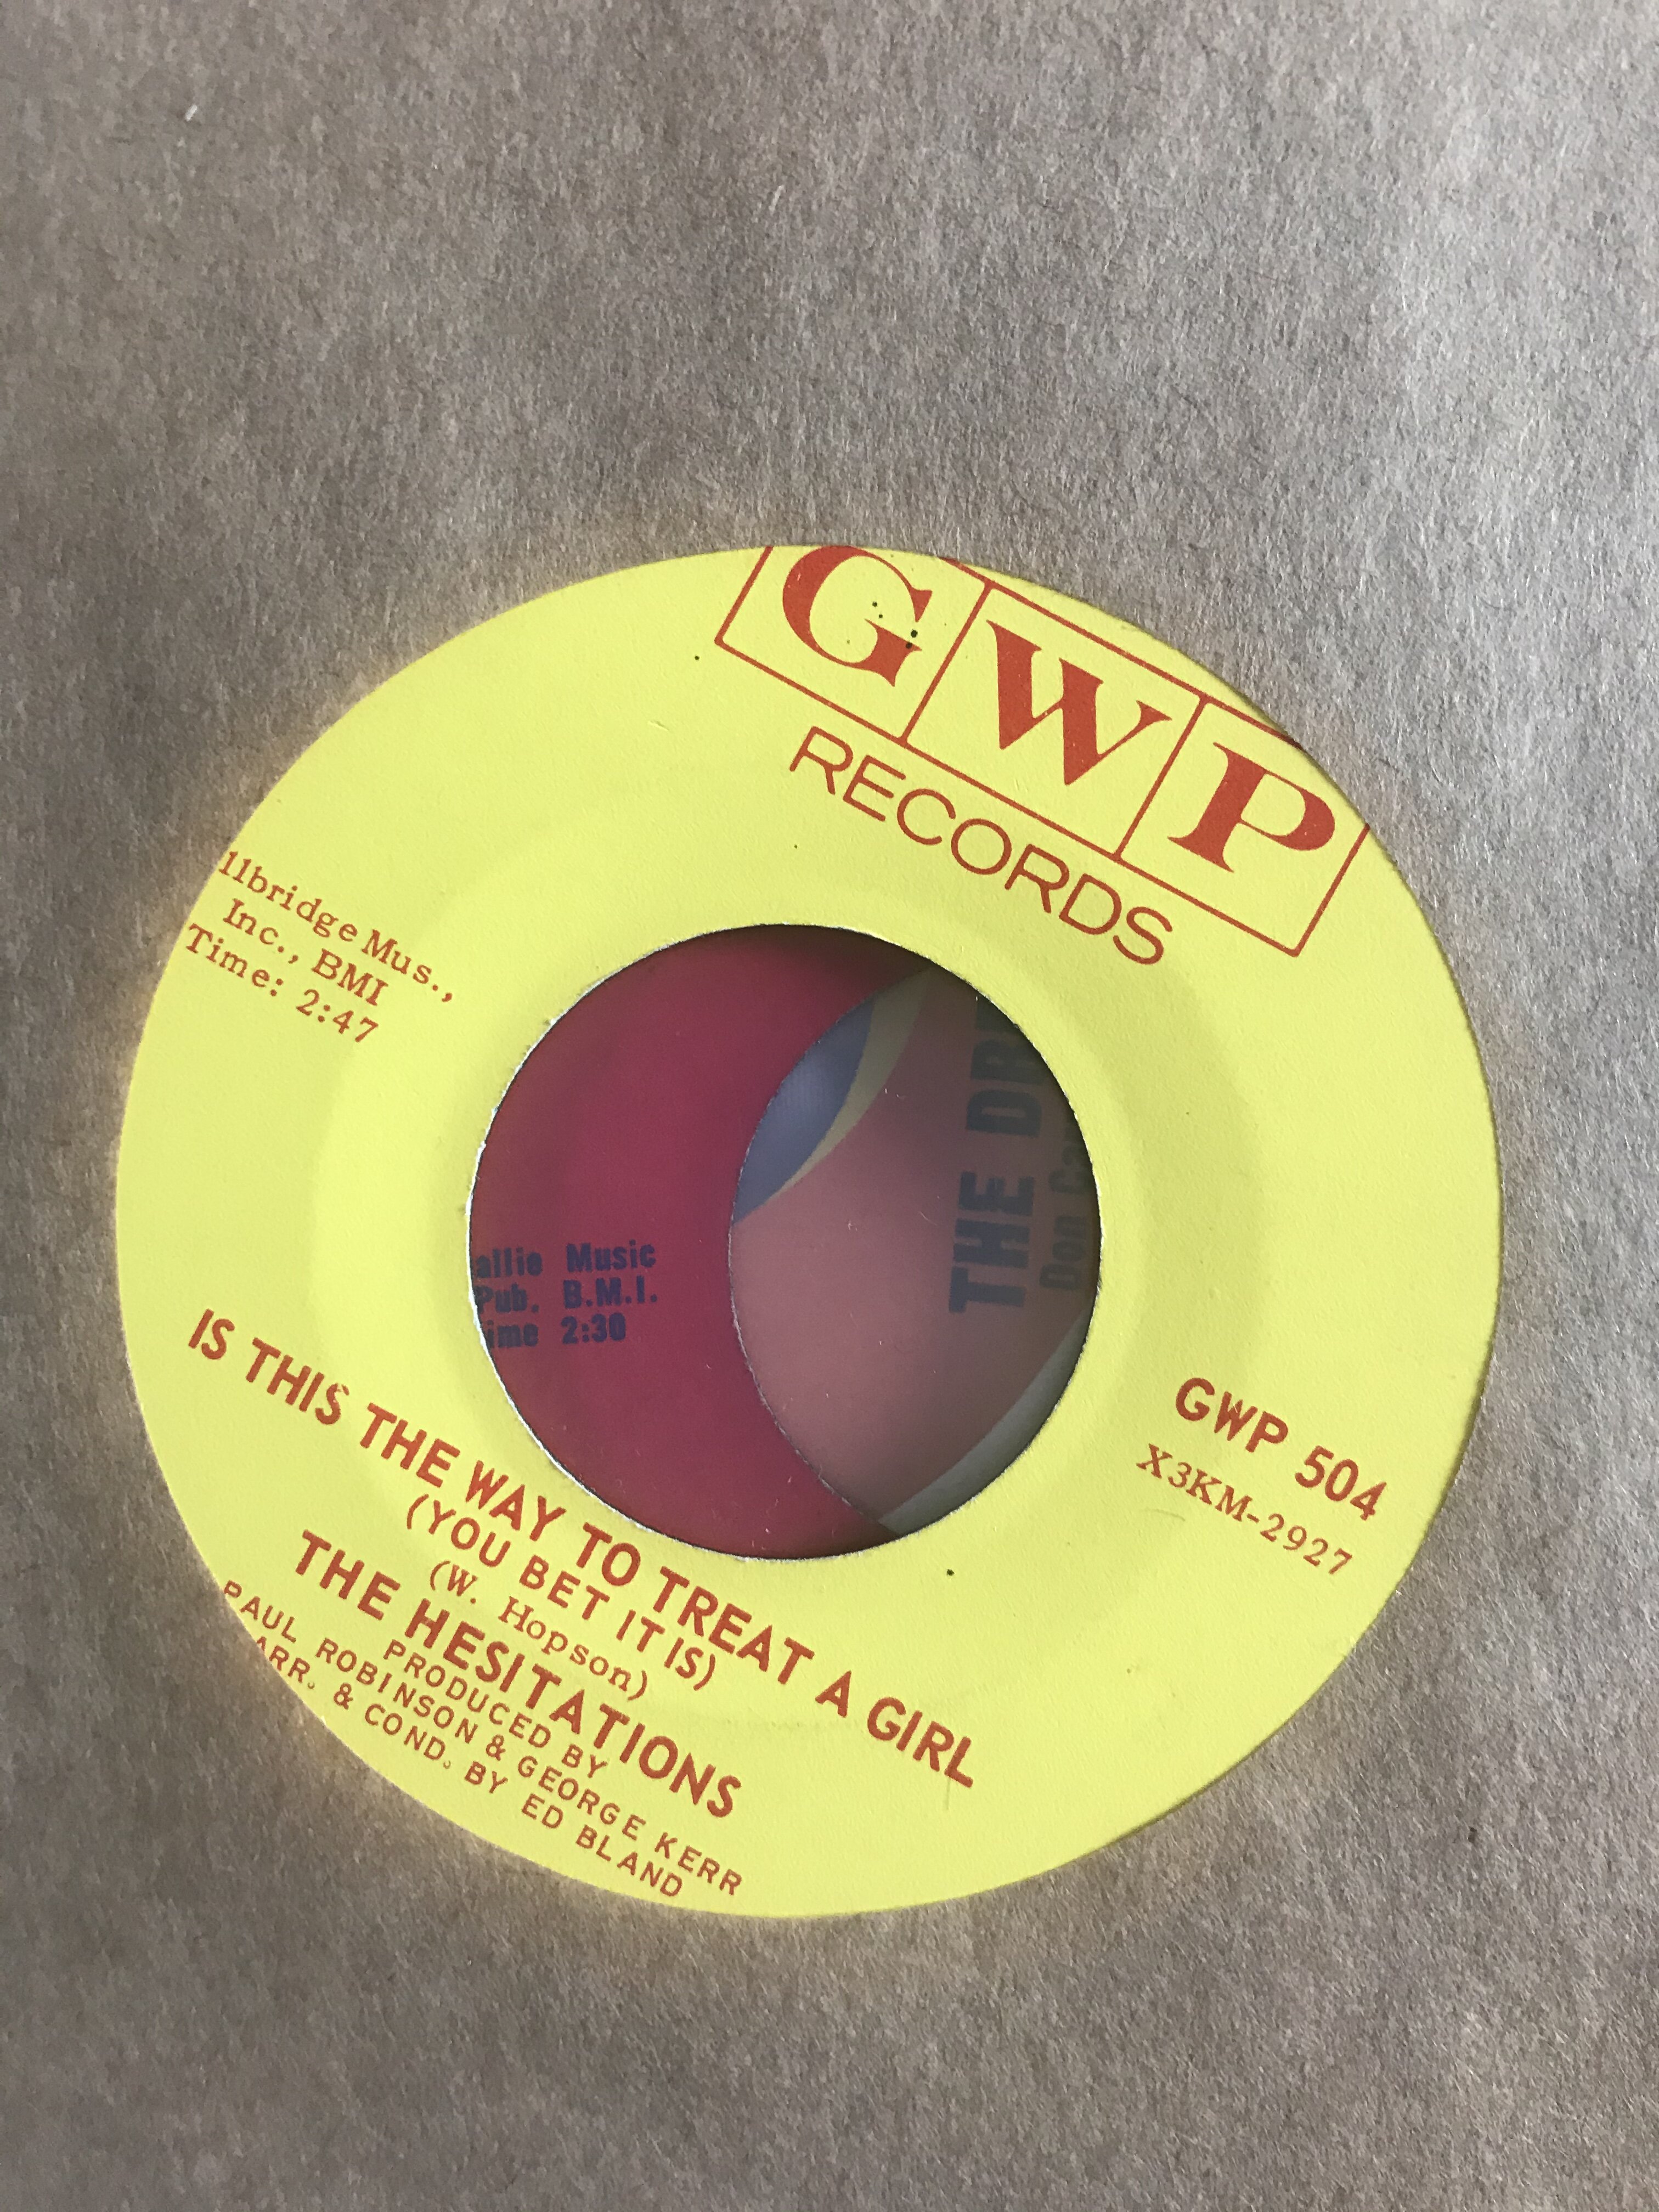 GWP
RECORDS
llbridge Mus.,
Inc., BMI
Time: 2:47
GWP 504
X3KM-2927
IS THIS THE WAY TO TREAT A GIRL
(YOU BET IT IS)
(W. Hopson)
THE HESITATIONS
PRODUCED BY
PAUL ROBINSON & GEORGE KERR
ARR. & COND. BY ED BLAND
allie Music
Pub. B.M.I.
ime 2:30
THE
Don